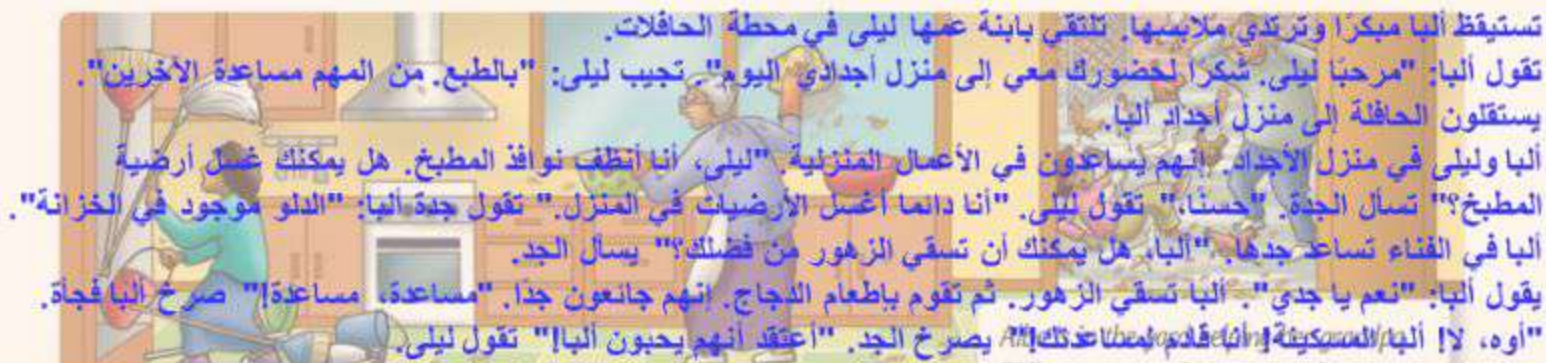 تستيقظ ألبا مبكرًا وترتدي ملابسها. تلتقي بابنة عمها ليلى في محطة الحافلات.
تقول ألبا: "مرحبًا ليلى. شكرًا لحضورك معي إلى منزل أجدادي اليوم". تجيب ليلى: "بالطبع. من المهم مساعدة الآخرين".
يستقلون الحافلة إلى منزل أجداد ألبا.
ألبا وليلى في منزل الأجداد. إنهم يساعدون في الأعمال المنزلية. "ليلى، أنا أنظف نوافذ المطبخ. هل يمكنك غسل أرضية
المطبخ؟" تسأل الجدة. "حسنًا،" تقول ليلى. "أنا دائما أغسل الأرضيات في المنزل." تقول جدة ألبا: "الدلو موجود في الخزانة".
ألبا في الفناء تساعد جدها. "ألبا، هل يمكنك أن تسقي الزهور من فضلك؟" يسأل الجد.
يقول ألبا: "نعم يا جدي". ألبا تسقي الزهور. ثم تقوم بإطعام الدجاج. إنهم جائعون جدًا. "مساعدة، مساعدة!" صرخ ألبا فجأة.
"أوه، لا! ألبا المسكينة! أنا قادم لمساعدتك!" يصرخ الجد. "أعتقد أنهم يحبون ألبا!" تقول ليلى.